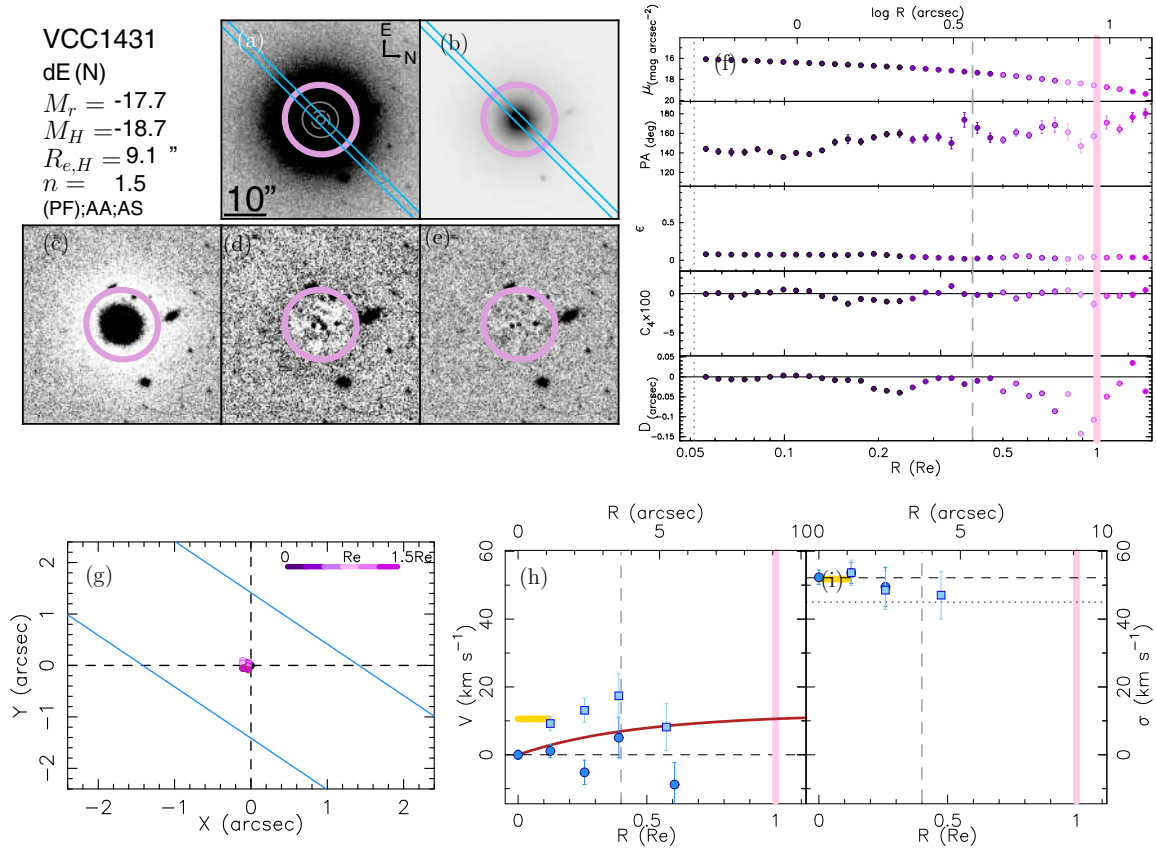 VCC1431
dE (N)
M_r = -17.7
M_H = -18.7
R_{e,H} = 9.1 "
n = 1.5
(PF);AA;AS
(a)
E
N
10"
(b)
(c)
(d)
(e)
log R (arcsec)
0 0.5 1
(f)
μ(mag arcsec⁻²)
16
18
20
PA (deg)
180
160
140
120
ε
0.5
0
C₄x100
0
−5
D (arcsec)
0.05
0
−0.05
−0.1
−0.15
0.05 0.1 0.2 0.5 1
R (Re)
(g)
0 Re 1.5Re
Y (arcsec)
2
1
0
−1
−2
−2 −1 0 1 2
X (arcsec)
R (arcsec)
0 5 10
(h)
V (km s⁻¹)
60
40
20
0
0 0.5 1
R (Re)
R (arcsec)
0 5 10
(i)
σ (km s⁻¹)
60
40
20
0
0 0.5 1
R (Re)